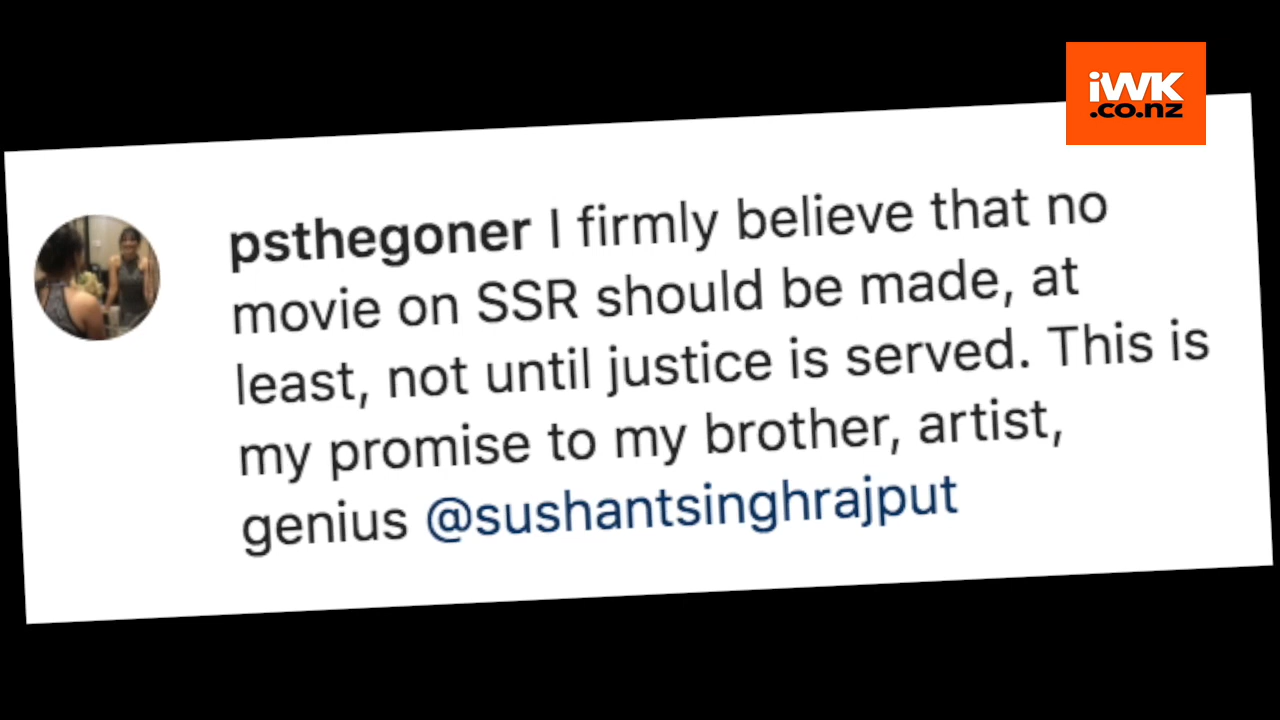 iWK
.co.nz
psthegoner I firmly believe that no
movie on SSR should be made, at
least, not until justice is served. This is
my promise to my brother, artist,
genius @sushantsinghrajput